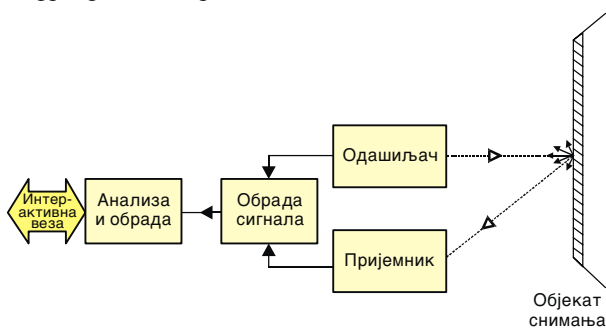 Одашиљач
Интер-
активна
веза
Анализа
и обрада
Обрада
сигнала
Пријемник
Објекат
снимања